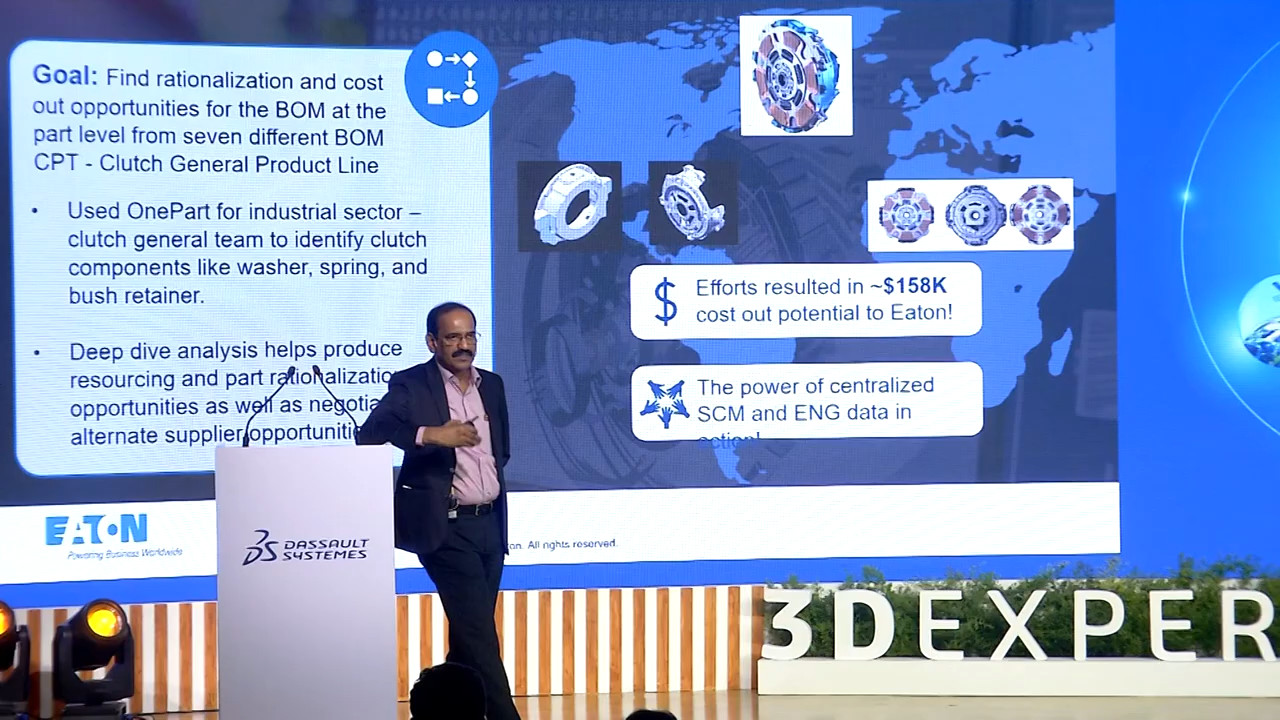 Goal: Find rationalization and cost
out opportunities for the BOM at the
part level from seven different BOM
CPT - Clutch General Product Line
• Used OnePart for industrial sector –
clutch general team to identify clutch
components like washer, spring, and
bush retainer.
• Deep dive analysis helps produce
resourcing and part rationalizatio
opportunities as well as negotia
alternate supplier opportuniti
$
Efforts resulted in ~$158K
cost out potential to Eaton!
The power of centralized
SCM and ENG data in
action!
EATON
Powering Business Worldwide
ton. All rights reserved.
DASSAULT
SYSTEMES
3DEXPER